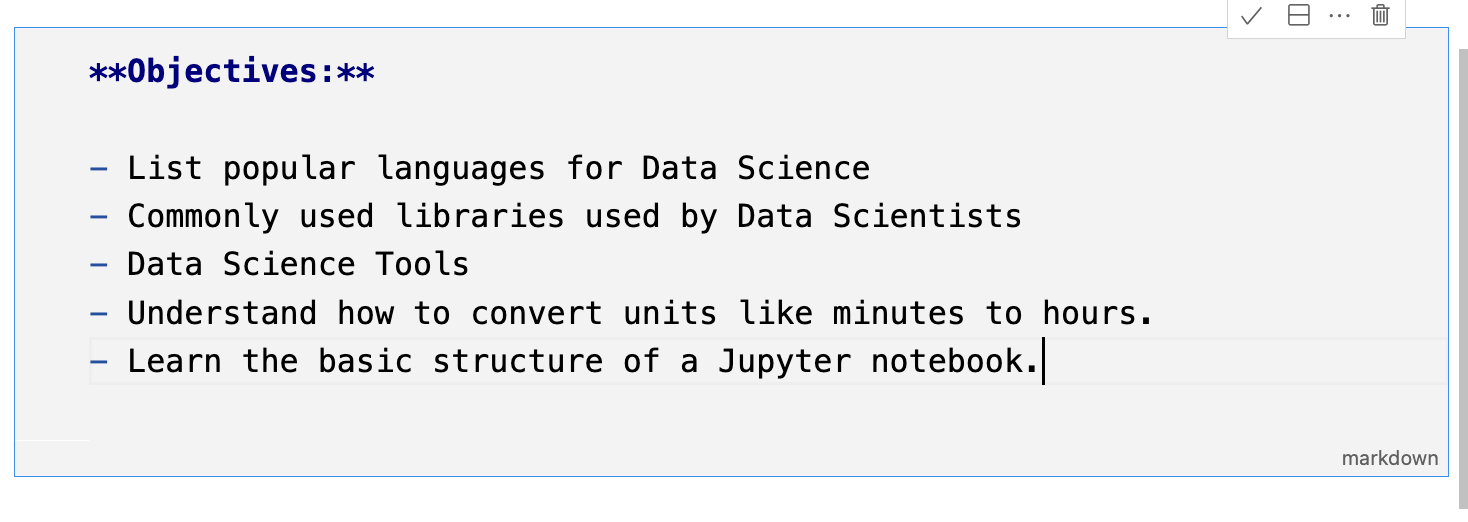 **Objectives:**
- List popular languages for Data Science
- Commonly used libraries used by Data Scientists
- Data Science Tools
- Understand how to convert units like minutes to hours.
- Learn the basic structure of a Jupyter notebook.
markdown